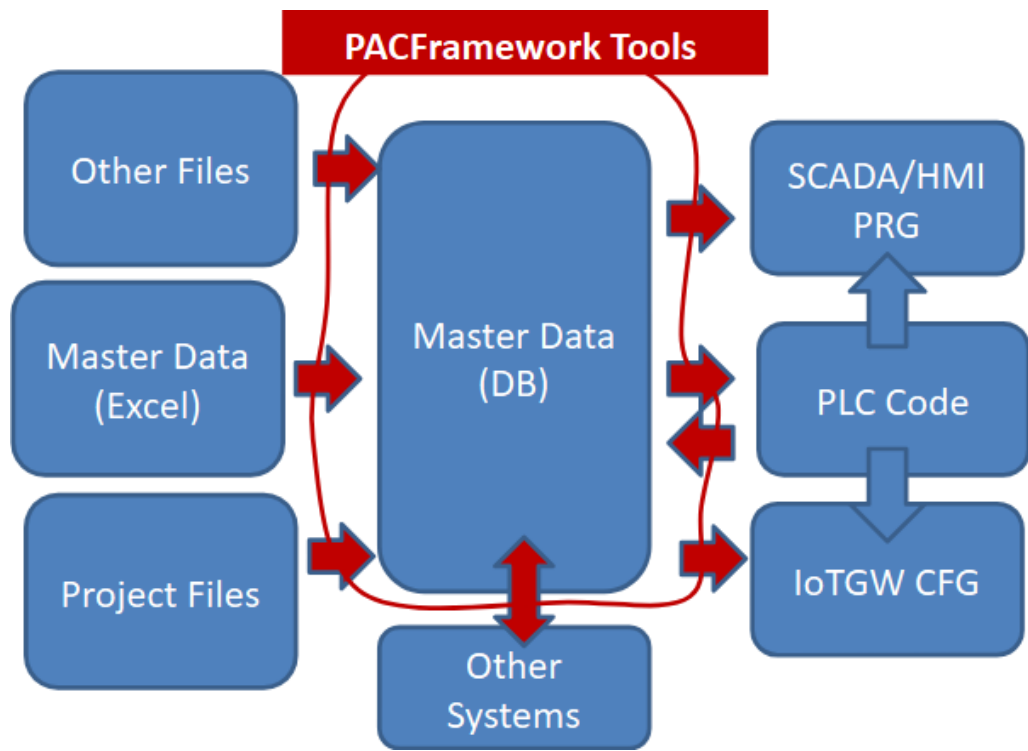 PACFramework Tools
Other Files
Master Data
(Excel)
Project Files
Master Data
(DB)
Other
Systems
SCADA/HMI
PRG
PLC Code
IoTGW CFG